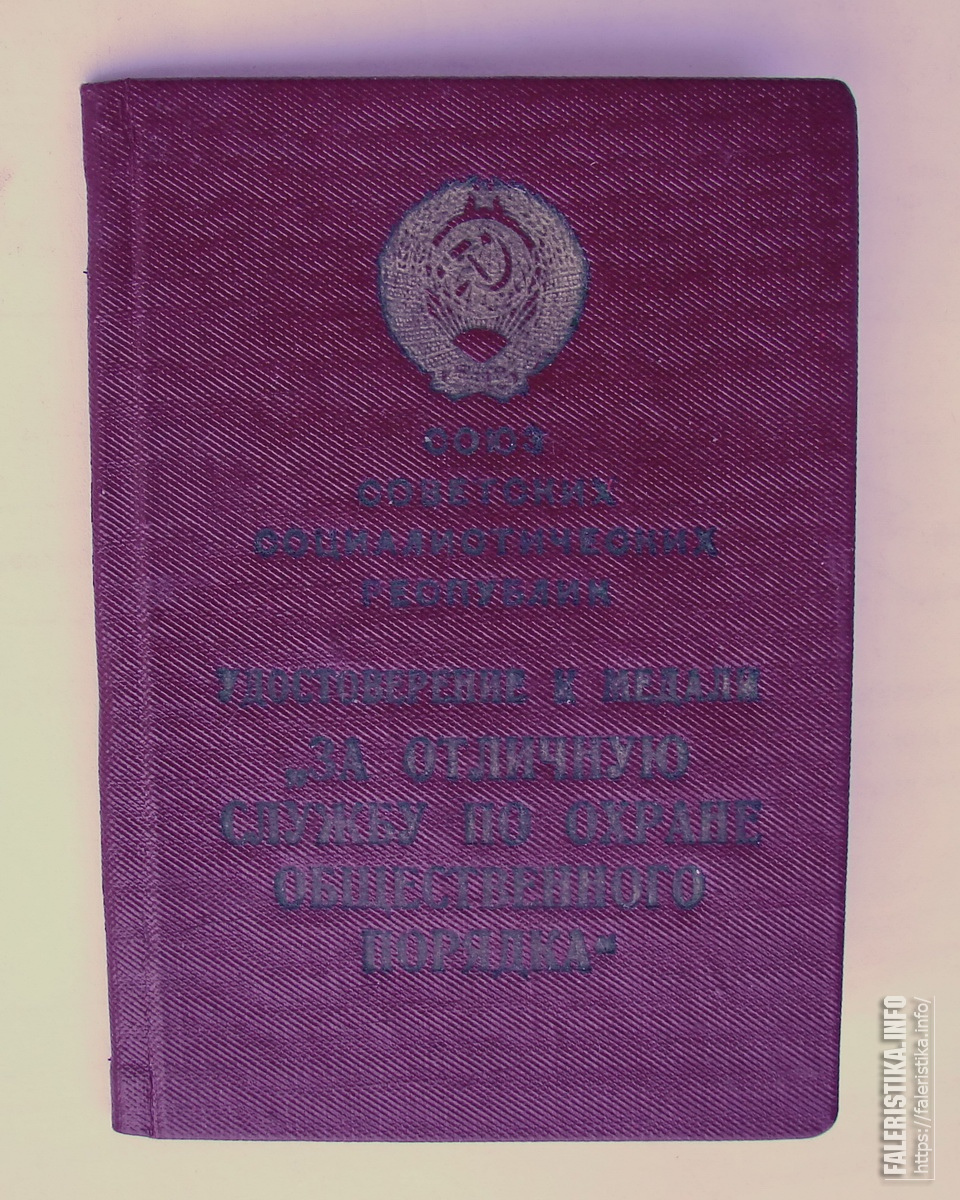 СОЮЗ
СОВЕТСКИХ
СОЦИАЛИСТИЧЕСКИХ
РЕСПУБЛИК
УДОСТОВЕРЕНИЕ К МЕДАЛИ
„ЗА ОТЛИЧНУЮ
СЛУЖБУ ПО ОХРАНЕ
ОБЩЕСТВЕННОГО
ПОРЯДКА“
FALERISTIKA.INFO
https://faleristika.info/